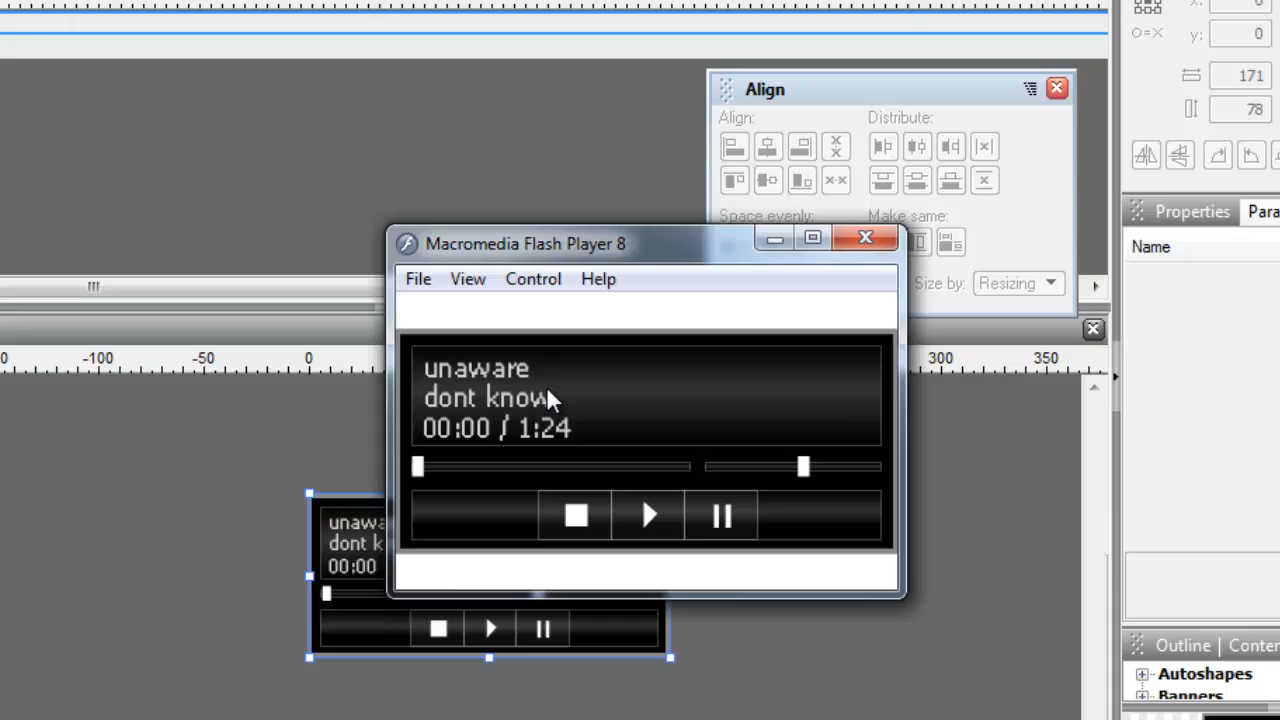 x: 0
y: 0
171
78
Align
Align:
Distribute:
Space evenly:
Make same:
Size by: Resizing
Properties
Para
Name
Macromedia Flash Player 8
File View Control Help
unaware
dont know
00:00 / 1:24
-100 -50 0 300 350
unawa
dont k
00:00
Outline Conten
Autoshapes
Banners